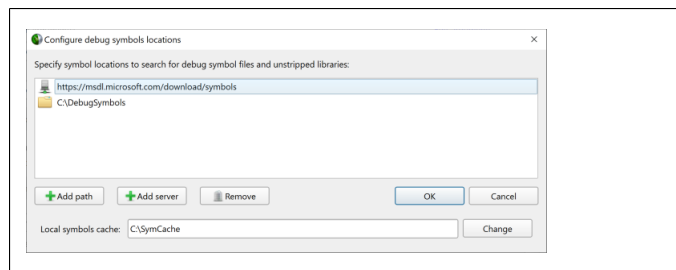 Configure debug symbols locations
Specify symbol locations to search for debug symbol files and unstripped libraries:
https://msdl.microsoft.com/download/symbols
C:\DebugSymbols
Add path Add server Remove OK Cancel
Local symbols cache: C:\SymCache Change